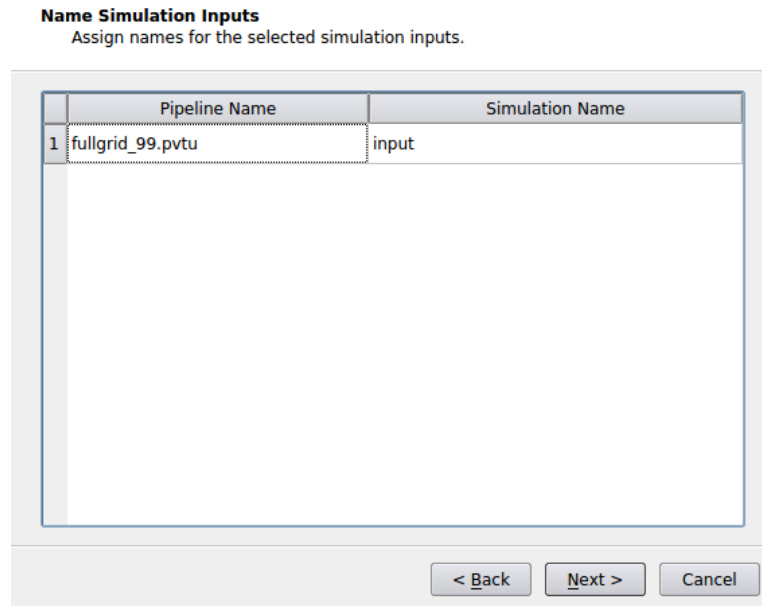 Name Simulation Inputs
Assign names for the selected simulation inputs.
Pipeline Name Simulation Name
1 fullgrid_99.pvtu input
< Back Next > Cancel